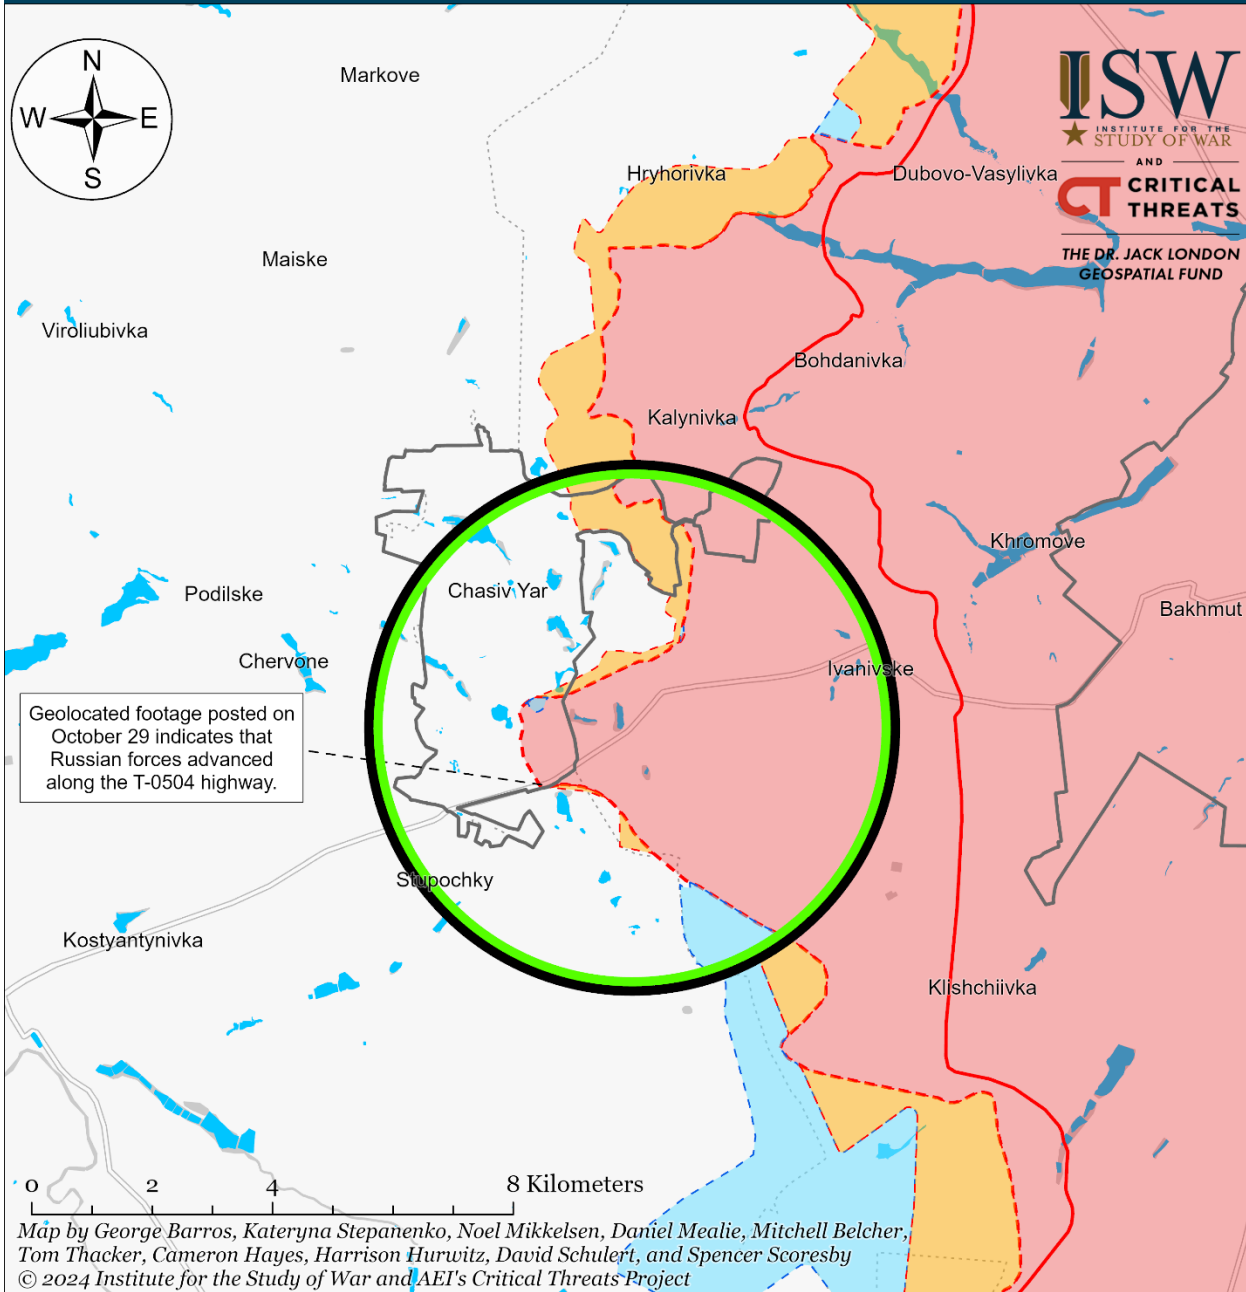 N
W E
S
Markove
ISW
INSTITUTE FOR THE
STUDY OF WAR
AND
CT CRITICAL
THREATS
THE DR. JACK LONDON
GEOSPATIAL FUND
Hryhorivka
Dubovo-Vasylivka
Maiske
Viroliubivka
Bohdanivka
Kalynivka
Khromove
Chasiv Yar
Podilske
Bakhmut
Chervone
Ivanivske
Geolocated footage posted on
October 29 indicates that
Russian forces advanced
along the T-0504 highway.
Stupochky
Kostyantynivka
Klishchiivka
0 2 4 8 Kilometers
Map by George Barros, Kateryna Stepanenko, Noel Mikkelsen, Daniel Mealie, Mitchell Belcher,
Tom Thacker, Cameron Hayes, Harrison Hurwitz, David Schulert, and Spencer Scoresby
© 2024 Institute for the Study of War and AEI's Critical Threats Project